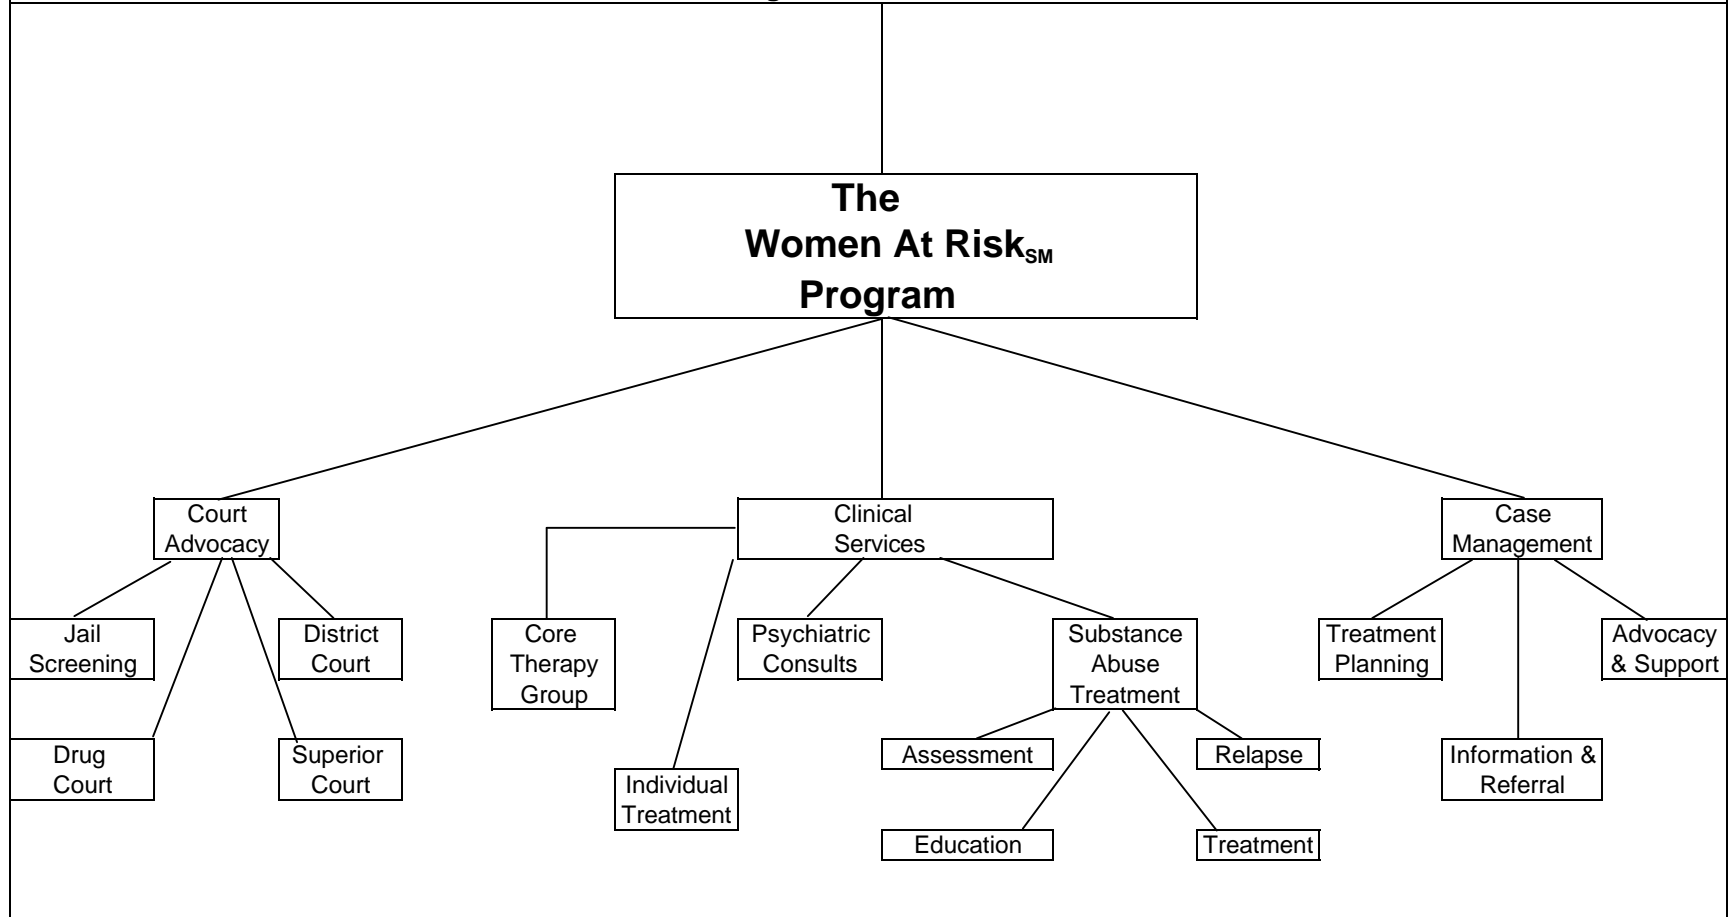 The
Women At RiskSM
Program
Court
Advocacy
Clinical
Services
Case
Management
Jail
Screening
District
Court
Core
Therapy
Group
Psychiatric
Consults
Substance
Abuse
Treatment
Treatment
Planning
Advocacy
& Support
Drug
Court
Superior
Court
Individual
Treatment
Assessment
Relapse
Information &
Referral
Education
Treatment